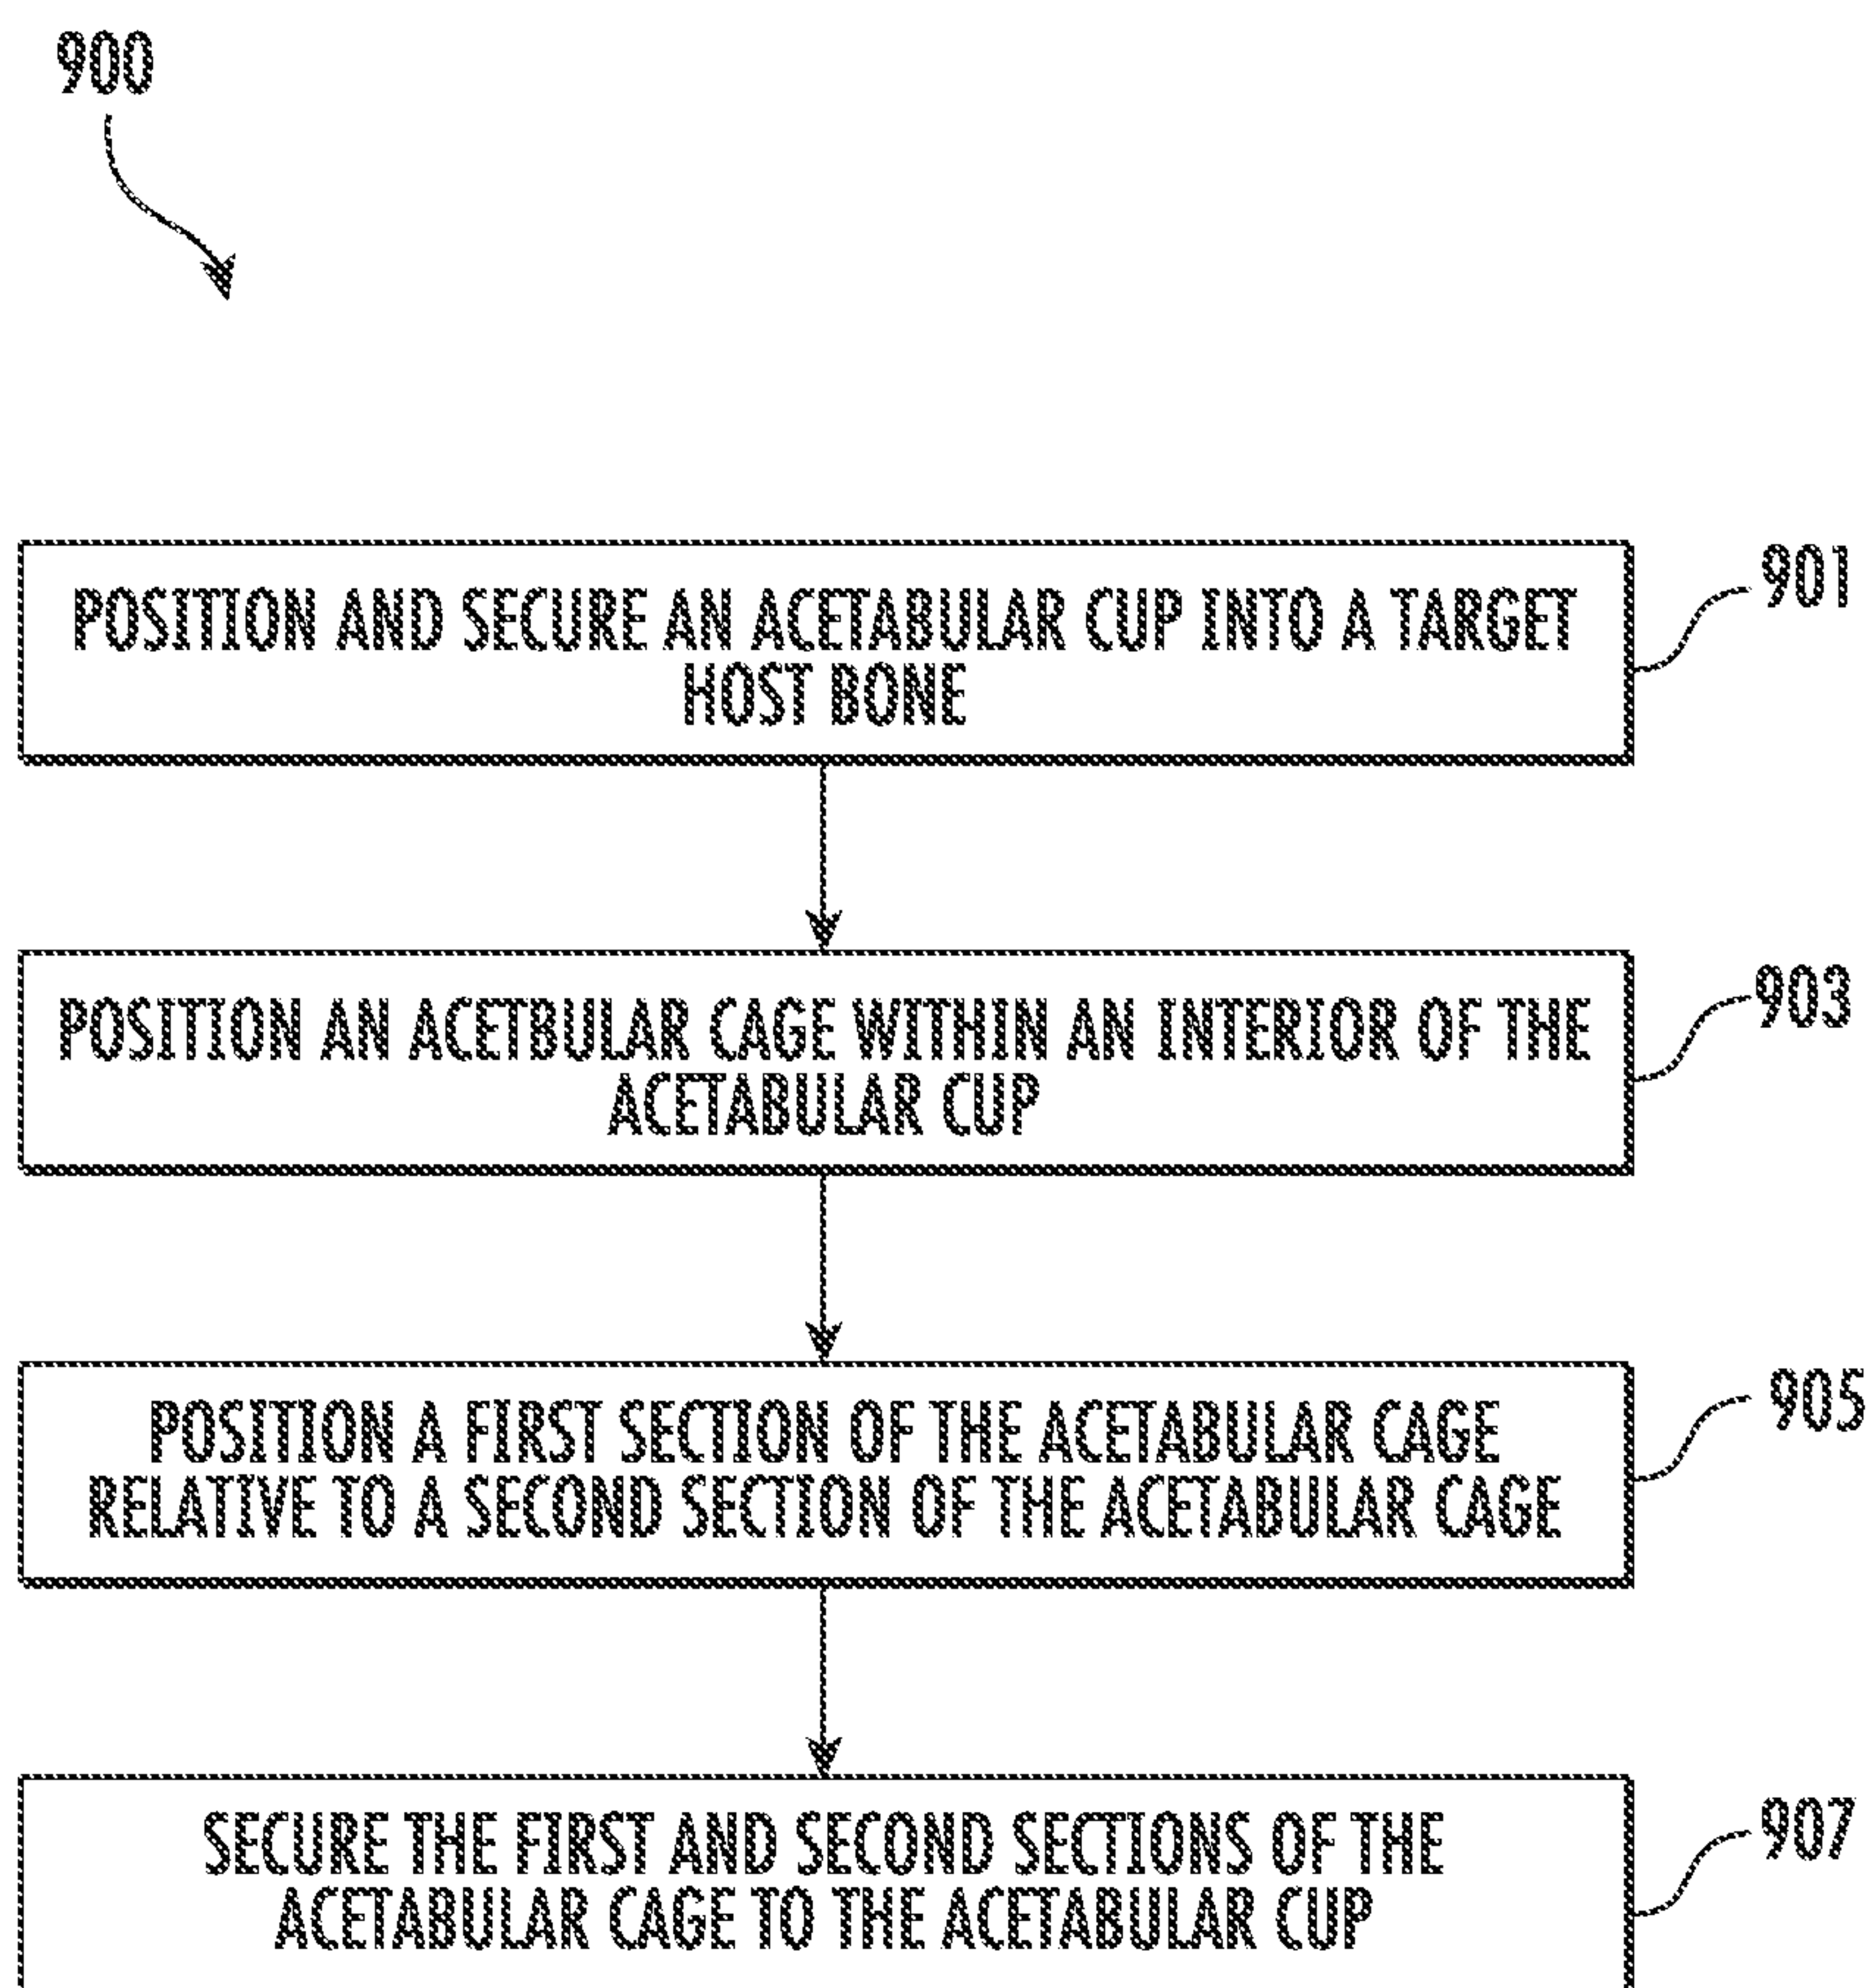 900
POSITION AND SECURE AN ACETABULAR CUP INTO A TARGET
HOST BONE
901
POSITION AN ACETBULAR CAGE WITHIN AN INTERIOR OF THE
ACETABULAR CUP
903
POSITION A FIRST SECTION OF THE ACETABULAR CAGE
RELATIVE TO A SECOND SECTION OF THE ACETABULAR CAGE
905
SECURE THE FIRST AND SECOND SECTIONS OF THE
ACETABULAR CAGE TO THE ACETABULAR CUP
907